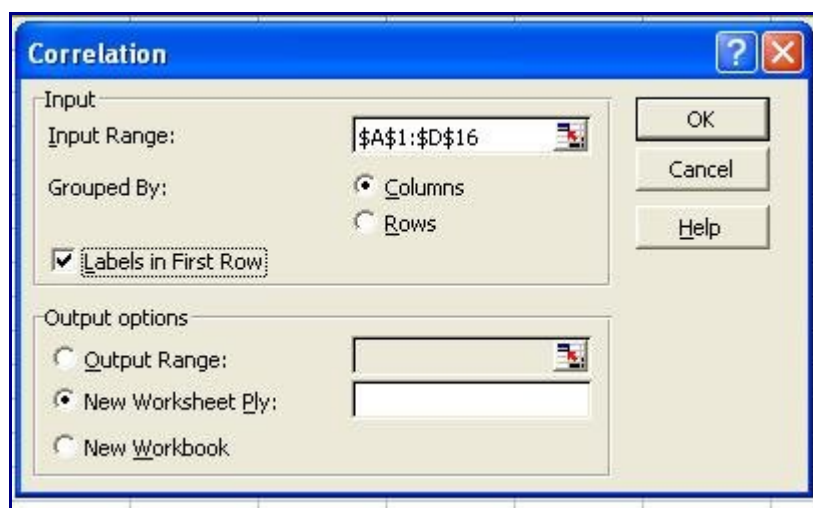 Correlation
Input
Input Range:
$A$1:$D$16
Grouped By:
Columns
Rows
Labels in First Row
OK
Cancel
Help
Output options
Output Range:
New Worksheet Ply:
New Workbook